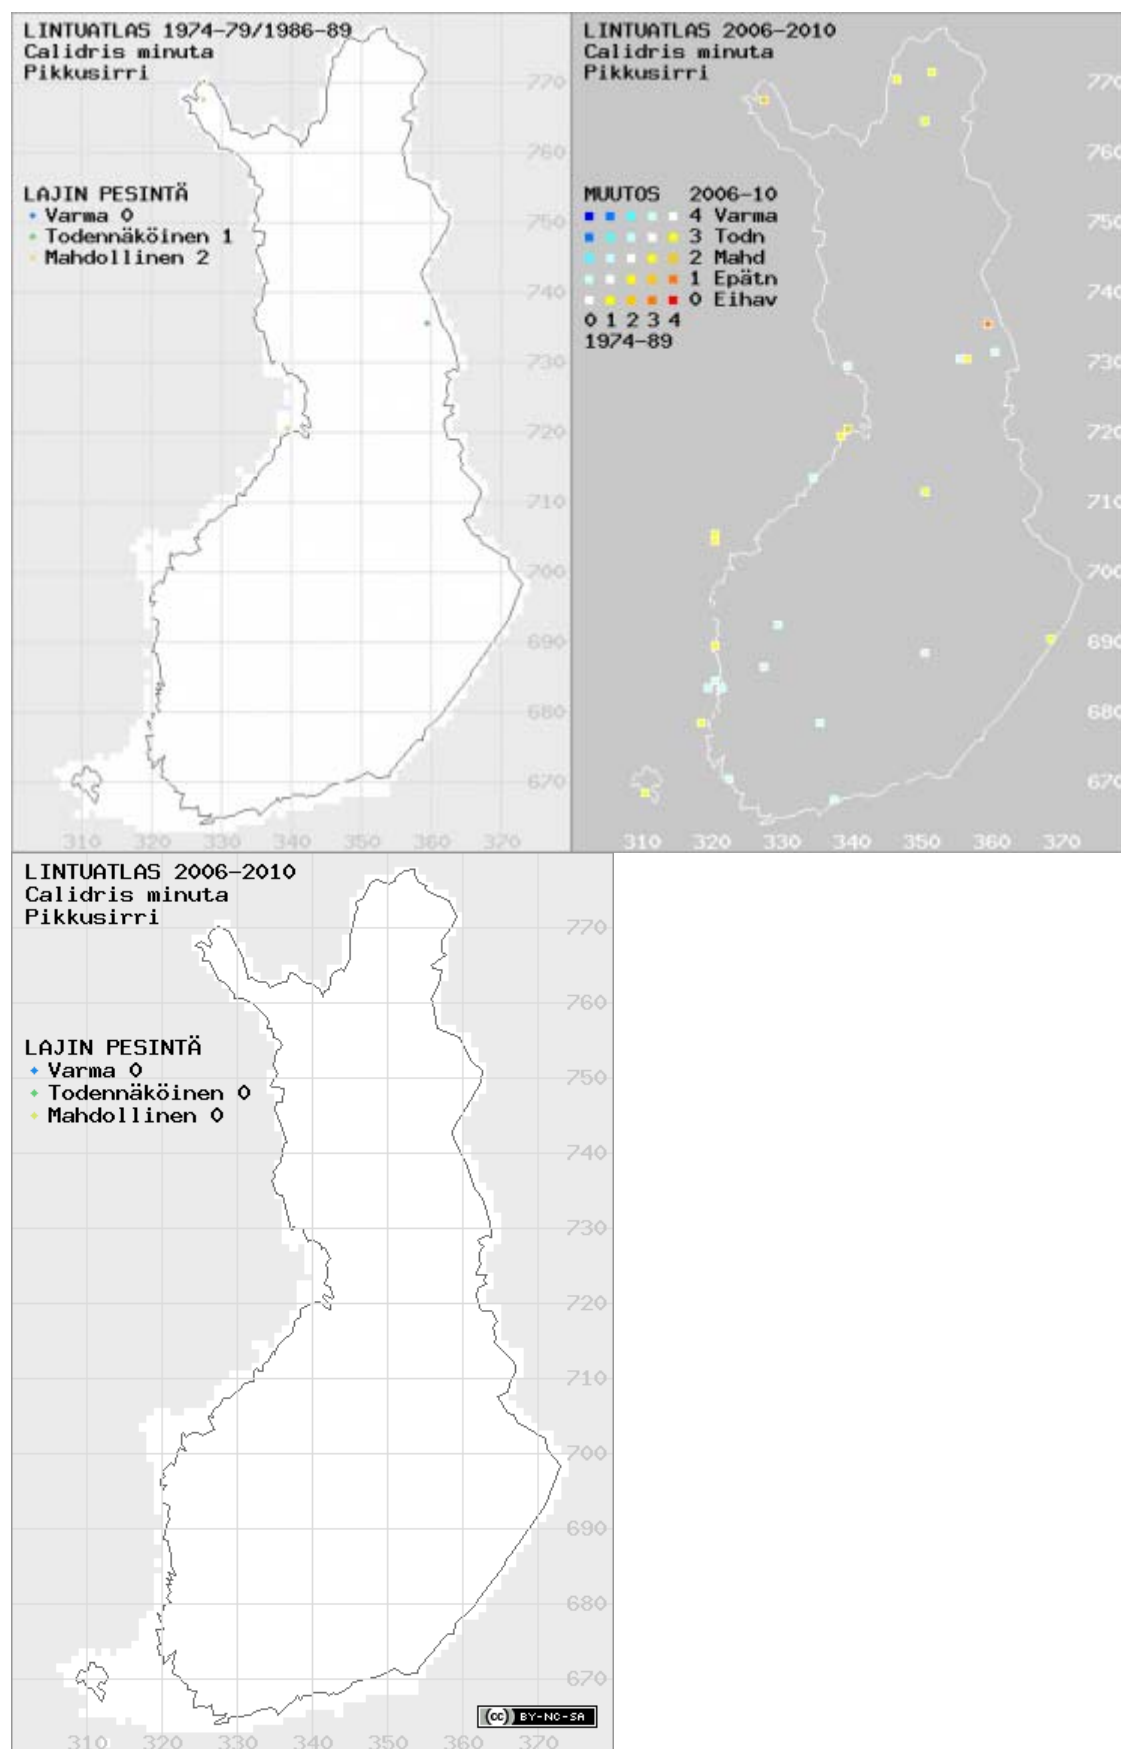 LINTUATLAS 1974-79/1986-89
Calidris minuta
Pikkusirri
770
760
LAJIN PESINTÄ
Varma 0
Todennäköinen 1
Mahdollinen 2
750
740
730
720
710
700
690
680
670
310 320 330 340 350 360 370
LINTUATLAS 2006-2010
Calidris minuta
Pikkusirri
770
760
MUUTOS 2006-10
4 Varma
3 Todn
2 Mahd
1 Epätn
0 Eihav
0 1 2 3 4
1974-89
750
740
730
720
710
700
690
680
670
310 320 330 340 350 360 370
LINTUATLAS 2006-2010
Calidris minuta
Pikkusirri
770
760
LAJIN PESINTÄ
Varma 0
Todennäköinen 0
Mahdollinen 0
750
740
730
720
710
700
690
680
670
(cc) BY-NC-SA
310 320 330 340 350 360 370